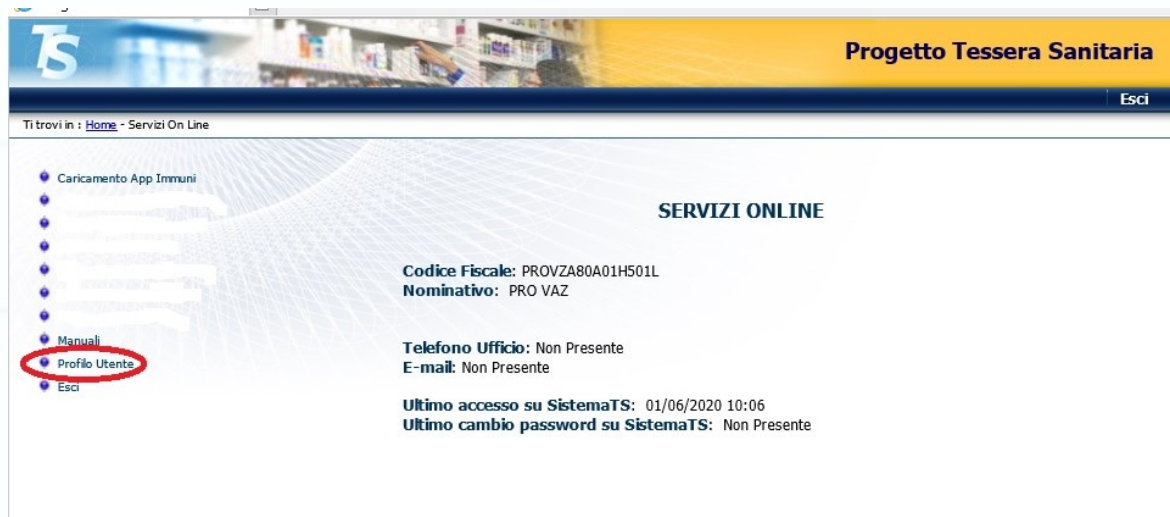 TS
Progetto Tessera Sanitaria
Esci
Ti trovi in : Home - Servizi On Line
Caricamento App Immuni
Manuali
Profilo Utente
Esci
SERVIZI ONLINE
Codice Fiscale: PROVZA80A01H501L
Nominativo: PRO VAZ
Telefono Ufficio: Non Presente
E-mail: Non Presente
Ultimo accesso su SistemaTS: 01/06/2020 10:06
Ultimo cambio password su SistemaTS: Non Presente